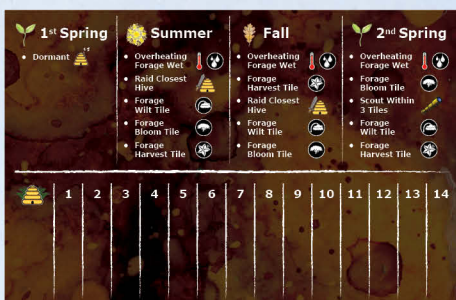 1st Spring
• Dormant 1st
Summer
• Overheating
Forage Wet
• Raid Closest
Hive
• Forage
Wilt Tile
• Forage
Bloom Tile
• Forage
Harvest Tile
Fall
• Overheating
Forage Wet
• Forage
Harvest Tile
• Raid Closest
Hive
• Forage
Wilt Tile
• Forage
Bloom Tile
2nd Spring
• Overheating
Forage Wet
• Forage
Bloom Tile
• Scout Within
3 Tiles
• Forage
Wilt Tile
• Forage
Harvest Tile
1 2 3 4 5 6 7 8 9 10 11 12 13 14